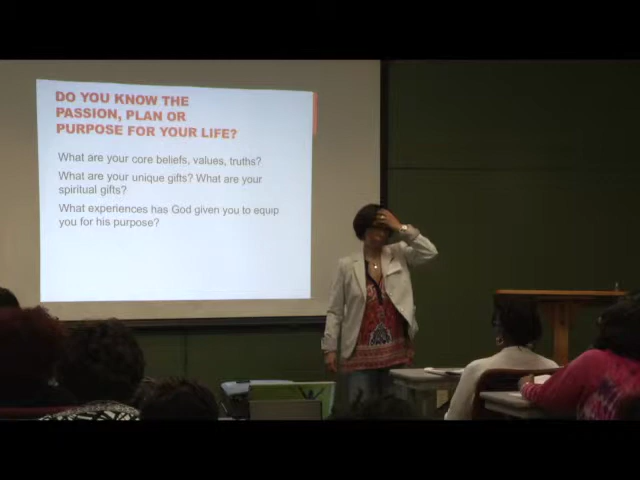 DO YOU KNOW THE
PASSION, PLAN OR
PURPOSE FOR YOUR LIFE?
What are your core beliefs, values, truths?
What are your unique gifts? What are your
spiritual gifts?
What experiences has God given you to equip
you for his purpose?